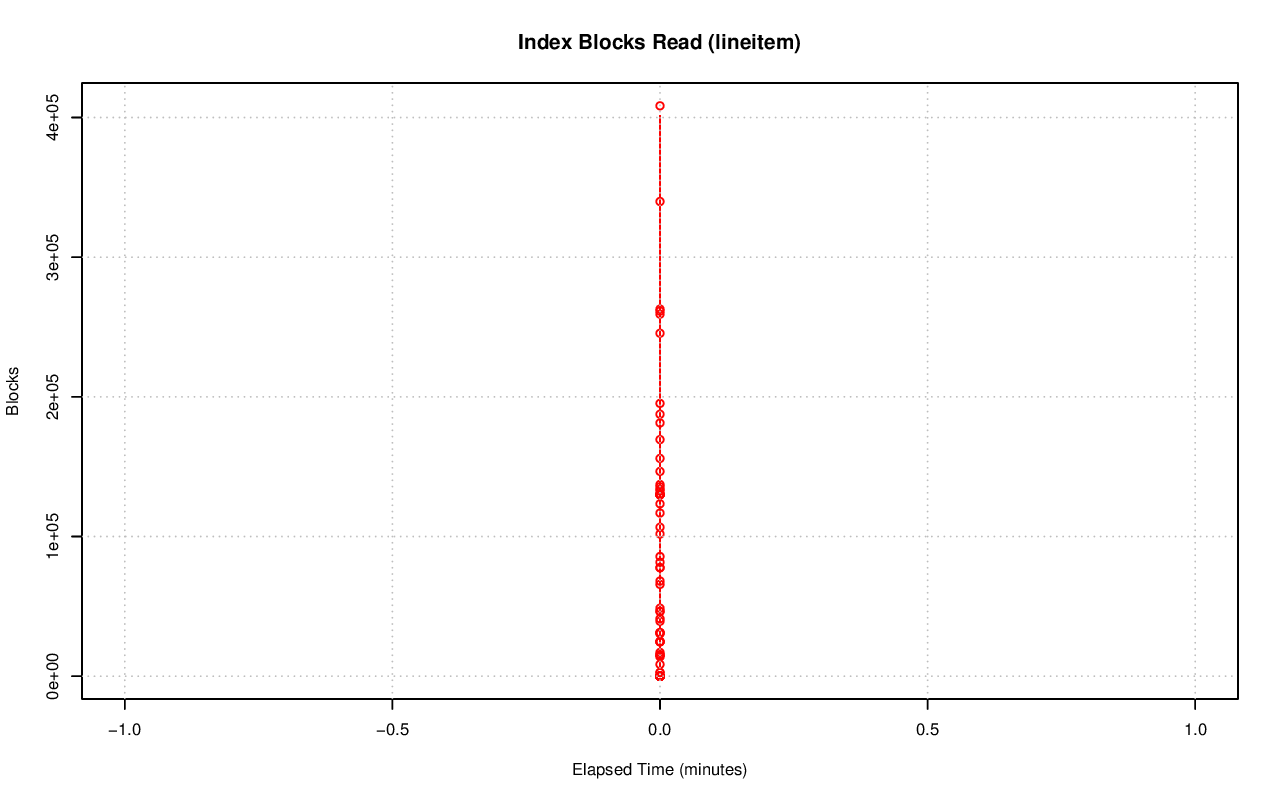 Index Blocks Read (lineitem)
4e+05
3e+05
2e+05
1e+05
0e+00
Blocks
−1.0
−0.5
0.0
0.5
1.0
Elapsed Time (minutes)